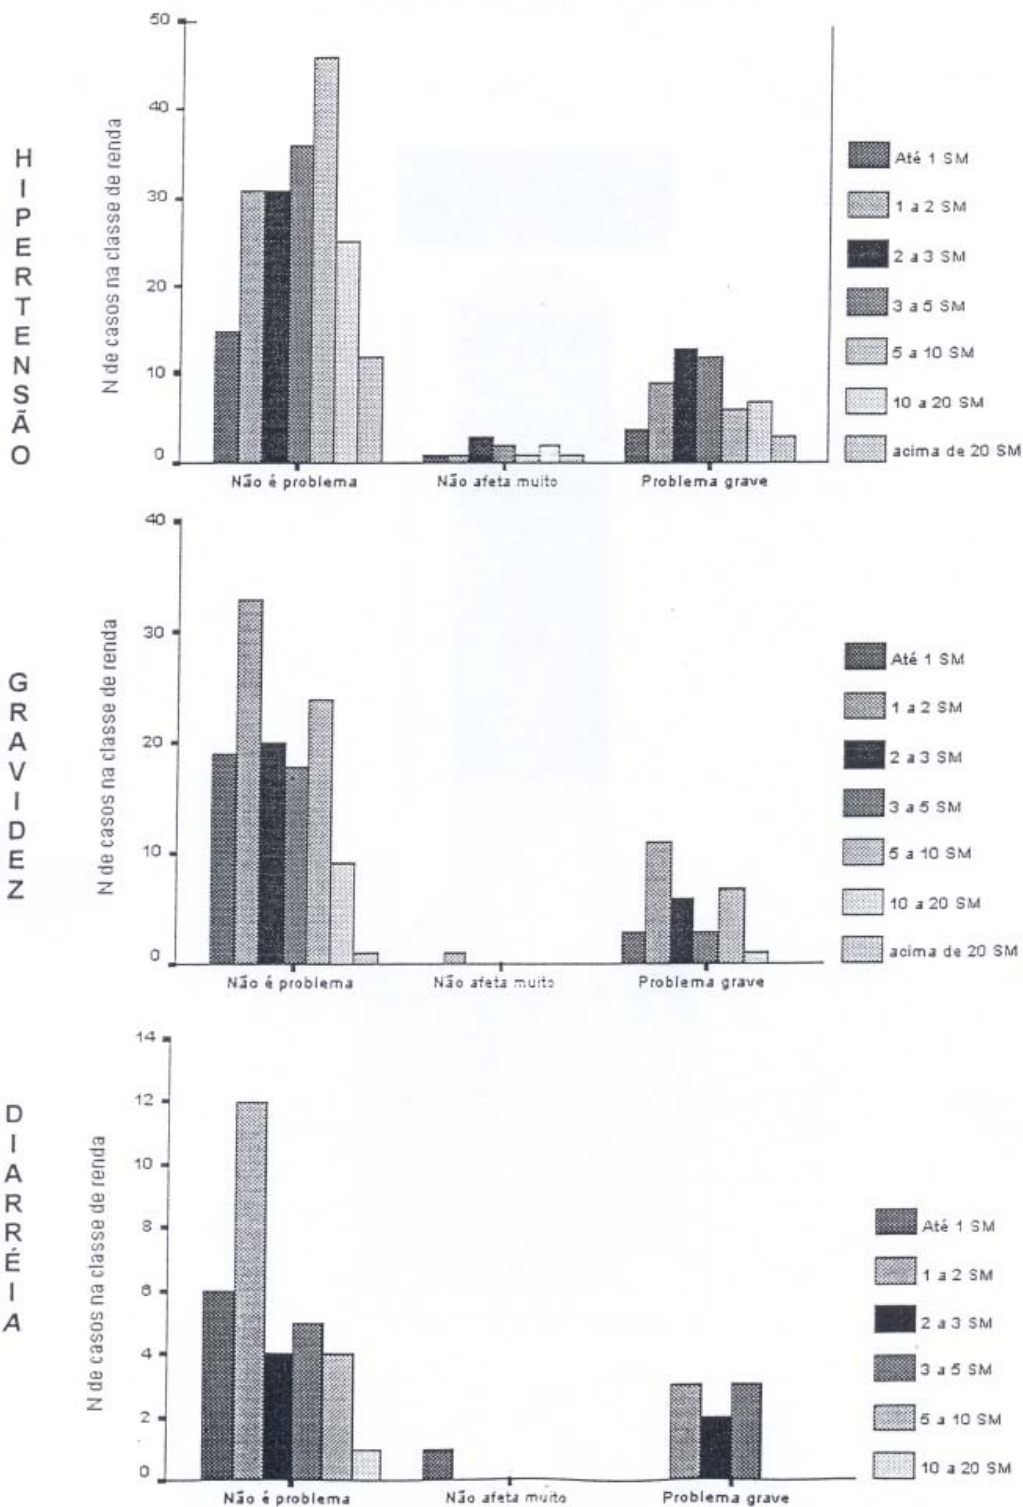 HIPERTENSÃO
N de casos na classe de renda
50
40
30
20
10
0
Não é problema
Não afeta muito
Problema grave
Até 1 SM
1 a 2 SM
2 a 3 SM
3 a 5 SM
5 a 10 SM
10 a 20 SM
acima de 20 SM
GRAVIDEZ
N de casos na classe de renda
40
30
20
10
0
Não é problema
Não afeta muito
Problema grave
Até 1 SM
1 a 2 SM
2 a 3 SM
3 a 5 SM
5 a 10 SM
10 a 20 SM
acima de 20 SM
DIARRÉIA
N de casos na classe de renda
14
12
10
8
6
4
2
0
Não é problema
Não afeta muito
Problema grave
Até 1 SM
1 a 2 SM
2 a 3 SM
3 a 5 SM
5 a 10 SM
10 a 20 SM